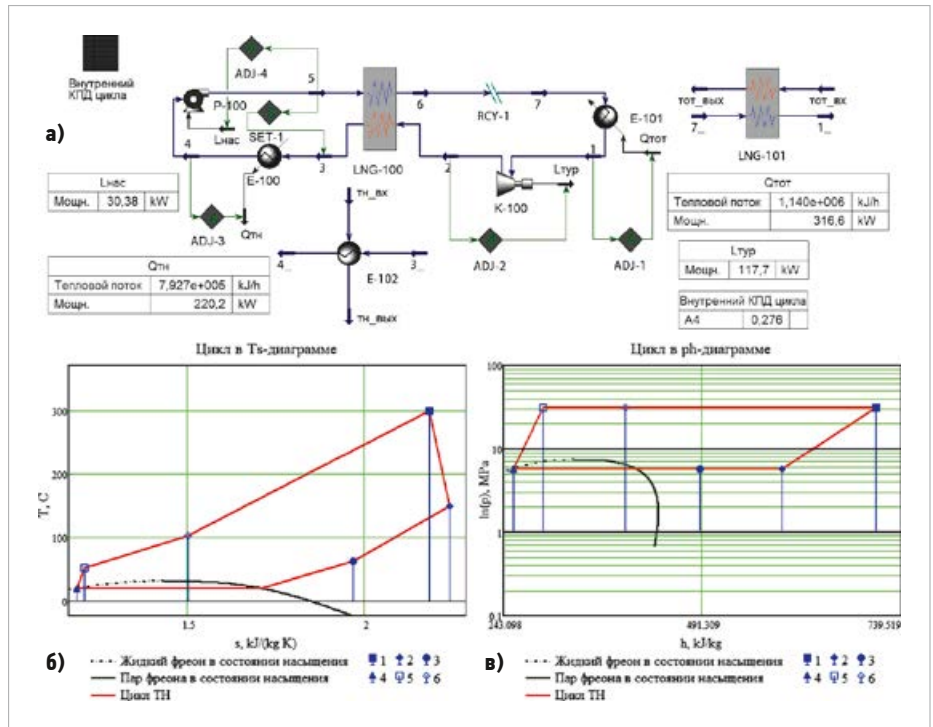 а)
Внутренний
КПД цикла
ADJ-4
P-100
5
SET-1
Lнас
4
E-100
3
LNG-100
6
RCY-1
7
E-101
Qтот
1
2
K-100
Lтур
тот_вых
тот_вх
7_
1_
LNG-101
Lнас
Мощн. 30,38 kW
ADJ-3
Qтн
тн_вх
4_
3_
E-102
тн_вых
ADJ-2
ADJ-1
Qтот
Тепловой поток 1,140e+006 kJ/h
Мощн. 316,6 kW
Qтн
Тепловой поток 7,927e+005 kJ/h
Мощн. 220,2 kW
Lтур
Мощн. 117,7 kW
Внутренний КПД цикла
A4 0,276
Цикл в Ts-диаграмме
T, C
300
200
100
0
1.5
2
s, kJ/(kg K)
б)
Жидкий фреон в состоянии насыщения
Пар фреона в состоянии насыщения
Цикл ТН
1 2 3
4 5 6
Цикл в ph-диаграмме
ln(p), MPa
100
10
1
0.1
243.098
491.309
739.519
h, kJ/kg
в)
Жидкий фреон в состоянии насыщения
Пар фреона в состоянии насыщения
Цикл ТН
1 2 3
4 5 6